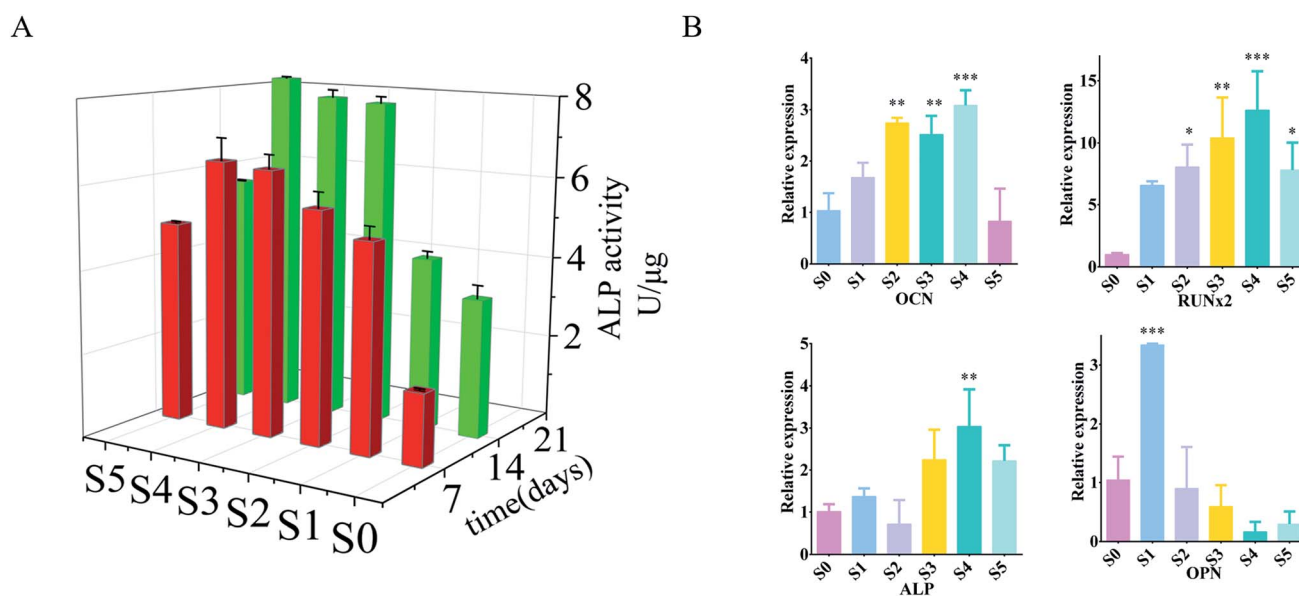 A
B
8
6
4
2
ALP activity
U/μg
S5
S4
S3
S2
S1
S0
7
14
21
time(days)
4
3
2
1
0
Relative expression
**
**
***
S0
S1
S2
S3
S4
S5
OCN
15
10
5
0
Relative expression
*
**
***
*
S0
S1
S2
S3
S4
S5
RUNx2
5
4
3
2
1
0
Relative expression
**
S0
S1
S2
S3
S4
S5
ALP
3
2
1
0
Relative expression
***
S0
S1
S2
S3
S4
S5
OPN